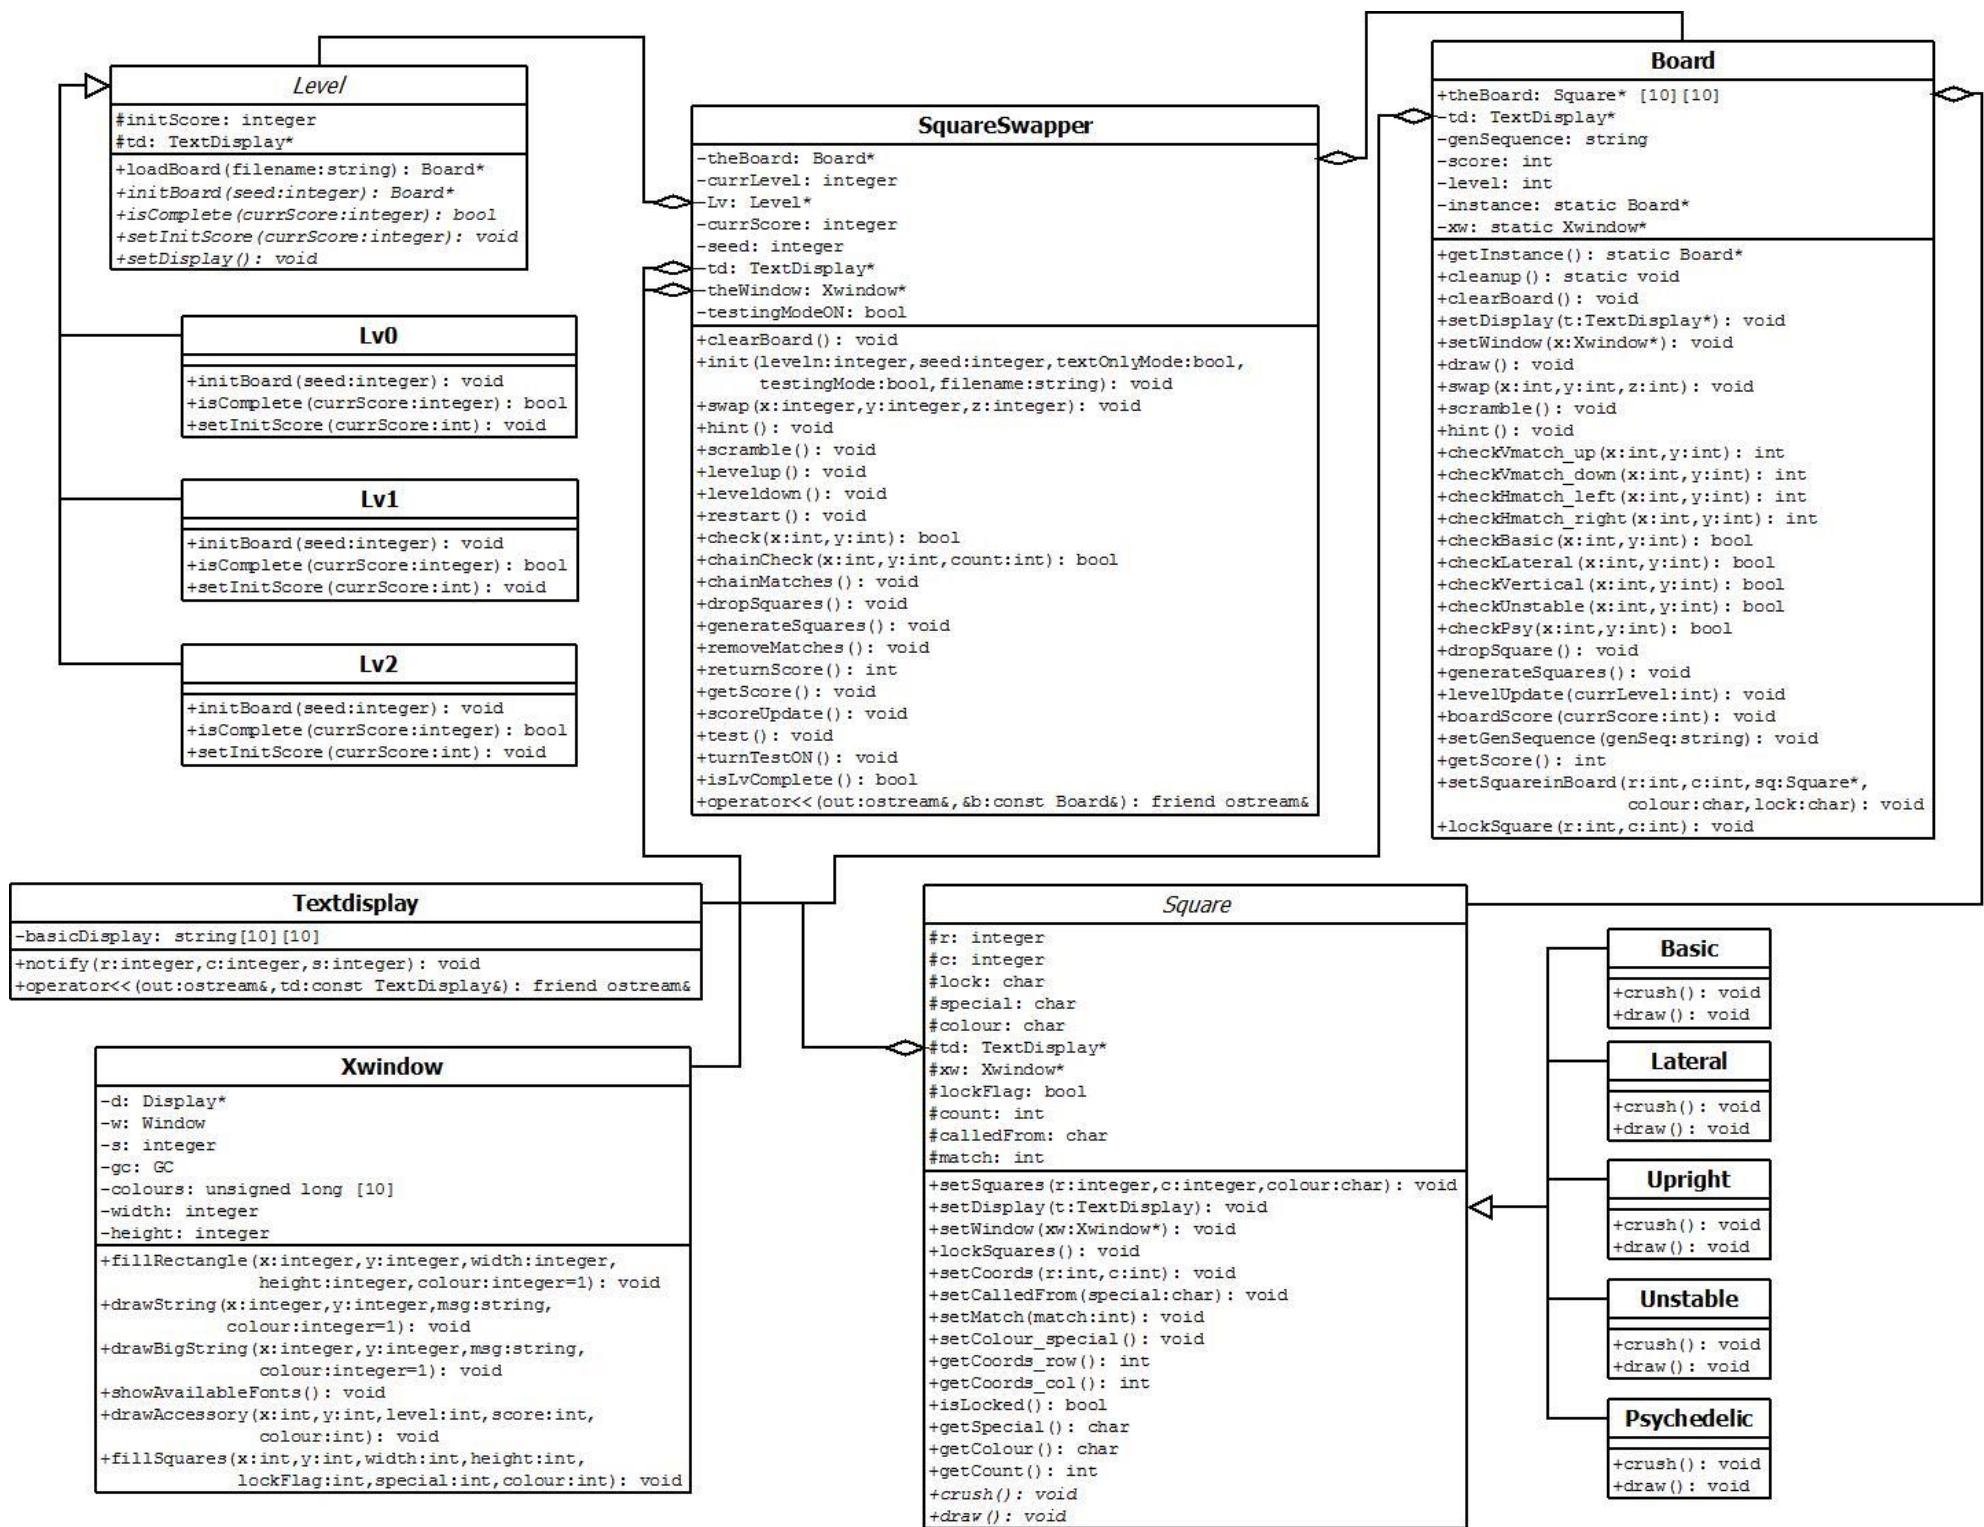 Level
#initScore: integer
#td: TextDisplay*
+loadBoard(filename:string): Board*
+initBoard(seed:integer): Board*
+isComplete(currScore:integer): bool
+setInitScore(currScore:integer): void
+setDisplay(): void
Lv0
+initBoard(seed:integer): void
+isComplete(currScore:integer): bool
+setInitScore(currScore:int): void
Lv1
+initBoard(seed:integer): void
+isComplete(currScore:integer): bool
+setInitScore(currScore:int): void
Lv2
+initBoard(seed:integer): void
+isComplete(currScore:integer): bool
+setInitScore(currScore:int): void
SquareSwapper
-theBoard: Board*
-currLevel: integer
-Lv: Level*
-currScore: integer
-seed: integer
-td: TextDisplay*
-theWindow: Xwindow*
-testingModeON: bool
+clearBoard(): void
+init(leveln:integer,seed:integer,textOnlyMode:bool,
testingMode:bool,filename:string): void
+swap(x:integer,y:integer,z:integer): void
+hint(): void
+scramble(): void
+levelup(): void
+leveldown(): void
+restart(): void
+check(x:int,y:int): bool
+chainCheck(x:int,y:int,count:int): bool
+chainMatches(): void
+dropSquares(): void
+generateSquares(): void
+removeMatches(): void
+returnScore(): int
+getScore(): void
+scoreUpdate(): void
+test(): void
+turnTestON(): void
+isLvComplete(): bool
+operator<<(out:ostream&,&b:const Board&): friend ostream&
Board
+theBoard: Square* [10][10]
-td: TextDisplay*
-genSequence: string
-score: int
-level: int
-instance: static Board*
-xw: static Xwindow*
+getInstance(): static Board*
+cleanup(): static void
+clearBoard(): void
+setDisplay(t:TextDisplay*): void
+setWindow(x:Xwindow*): void
+draw(): void
+swap(x:int,y:int,z:int): void
+scramble(): void
+hint(): void
+checkVmatch_up(x:int,y:int): int
+checkVmatch_down(x:int,y:int): int
+checkHmatch_left(x:int,y:int): int
+checkHmatch_right(x:int,y:int): int
+checkBasic(x:int,y:int): bool
+checkLateral(x:int,y:int): bool
+checkVertical(x:int,y:int): bool
+checkUnstable(x:int,y:int): bool
+checkPsy(x:int,y:int): bool
+dropSquare(): void
+generateSquares(): void
+levelUpdate(currLevel:int): void
+boardScore(currScore:int): void
+setGenSequence(genSeq:string): void
+getScore(): int
+setSquareinBoard(r:int,c:int,sq:Square*,
colour:char,lock:char): void
+lockSquare(r:int,c:int): void
Textdisplay
-basicDisplay: string[10][10]
+notify(r:integer,c:integer,s:integer): void
+operator<<(out:ostream&,td:const TextDisplay&): friend ostream&
Xwindow
-d: Display*
-w: Window
-s: integer
-gc: GC
-colours: unsigned long [10]
-width: integer
-height: integer
+fillRectangle(x:integer,y:integer,width:integer,
height:integer,colour:integer=1): void
+drawString(x:integer,y:integer,msg:string,
colour:integer=1): void
+drawBigString(x:integer,y:integer,msg:string,
colour:integer=1): void
+showAvailableFonts(): void
+drawAccessory(x:int,y:int,level:int,score:int,
colour:int): void
+fillSquares(x:int,y:int,width:int,height:int,
lockFlag:int,special:int,colour:int): void
Square
#r: integer
#c: integer
#lock: char
#special: char
#colour: char
#td: TextDisplay*
#xw: Xwindow*
#lockFlag: bool
#count: int
#calledFrom: char
#match: int
+setSquares(r:integer,c:integer,colour:char): void
+setDisplay(t:TextDisplay): void
+setWindow(xw:Xwindow*): void
+lockSquares(): void
+setCoords(r:int,c:int): void
+setCalledFrom(special:char): void
+setMatch(match:int): void
+setColour_special(): void
+getCoords_row(): int
+getCoords_col(): int
+isLocked(): bool
+getSpecial(): char
+getColour(): char
+getCount(): int
+crush(): void
+draw(): void
Basic
+crush(): void
+draw(): void
Lateral
+crush(): void
+draw(): void
Upright
+crush(): void
+draw(): void
Unstable
+crush(): void
+draw(): void
Psychedelic
+crush(): void
+draw(): void